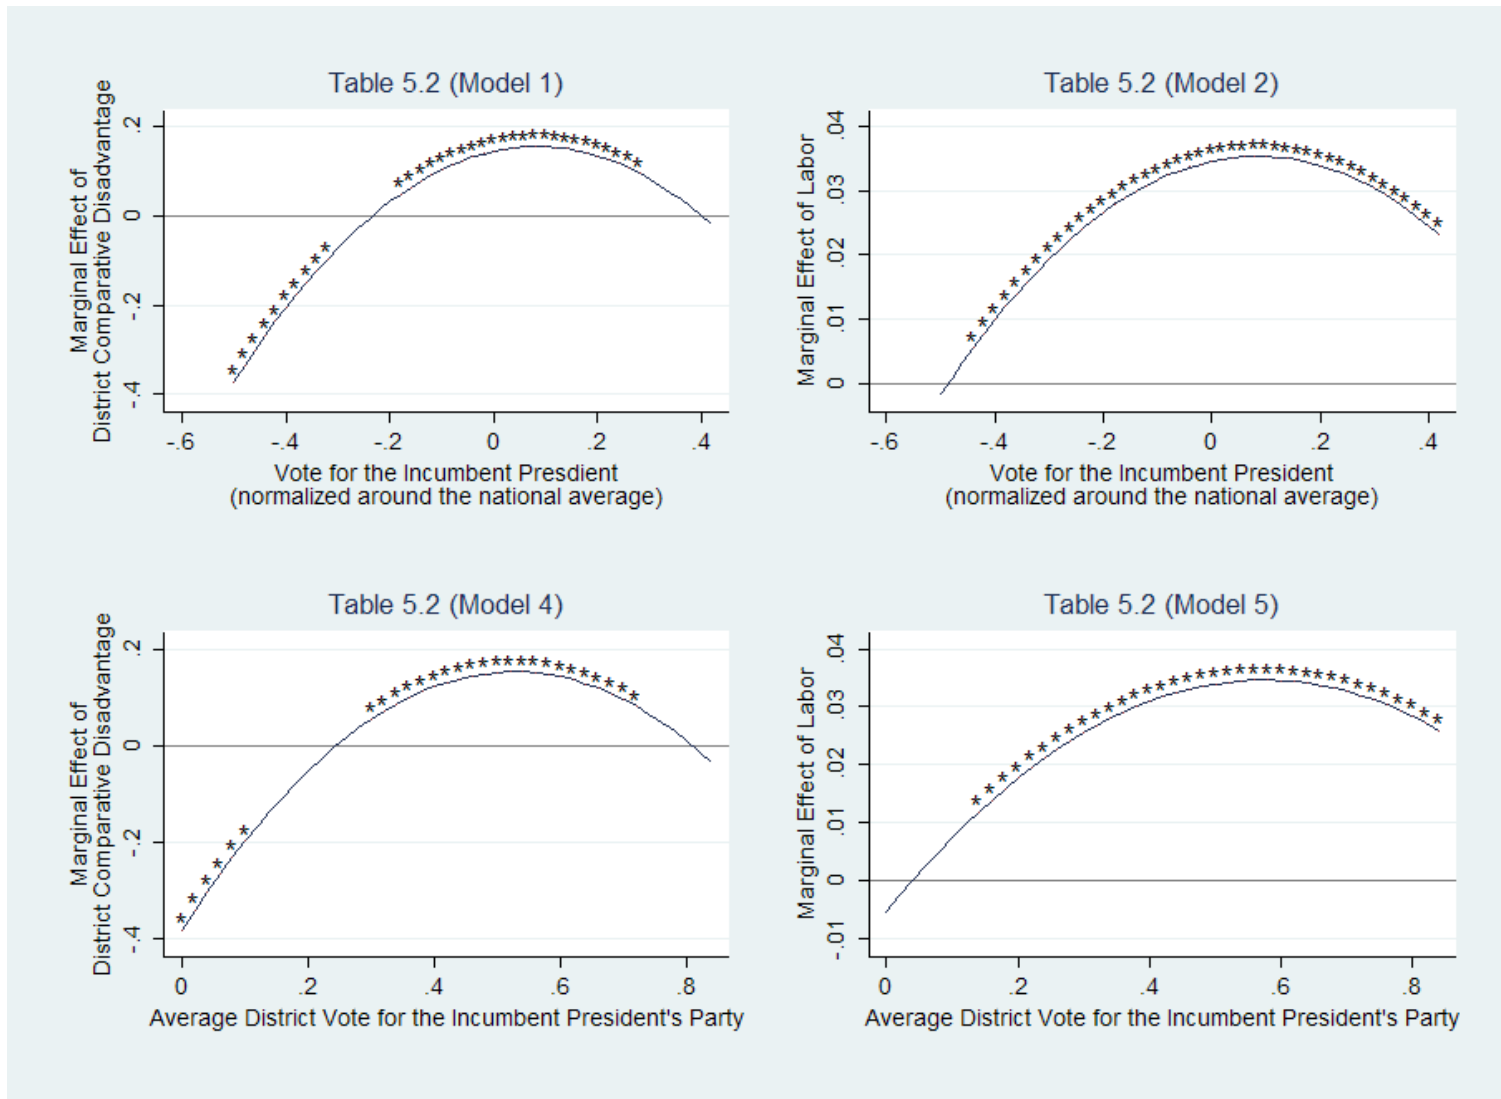 Table 5.2 (Model 1)
Marginal Effect of
District Comparative Disadvantage
.2
0
-.2
-.4
-.6 -.4 -.2 0 .2 .4
Vote for the Incumbent Presdient
(normalized around the national average)
Table 5.2 (Model 2)
Marginal Effect of Labor
.04
.03
.02
.01
0
-.6 -.4 -.2 0 .2 .4
Vote for the Incumbent President
(normalized around the national average)
Table 5.2 (Model 4)
Marginal Effect of
District Comparative Disadvantage
.2
0
-.2
-.4
0 .2 .4 .6 .8
Average District Vote for the Incumbent President's Party
Table 5.2 (Model 5)
Marginal Effect of Labor
.04
.03
.02
.01
0
-.01
0 .2 .4 .6 .8
Average District Vote for the Incumbent President's Party